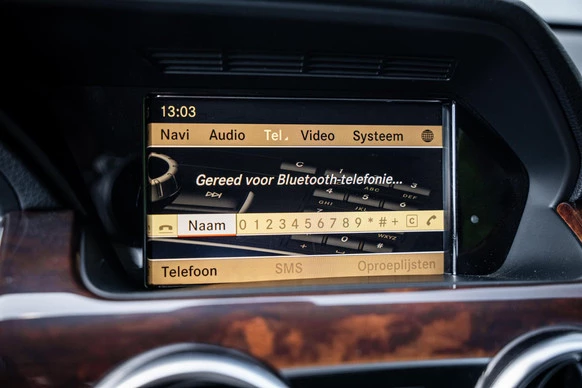 13:03
Navi Audio Tel Video Systeem
Gereed voor Bluetooth-telefonie...
Naam 0 1 2 3 4 5 6 7 8 9 * # + C
Telefoon SMS Oproeplijsten